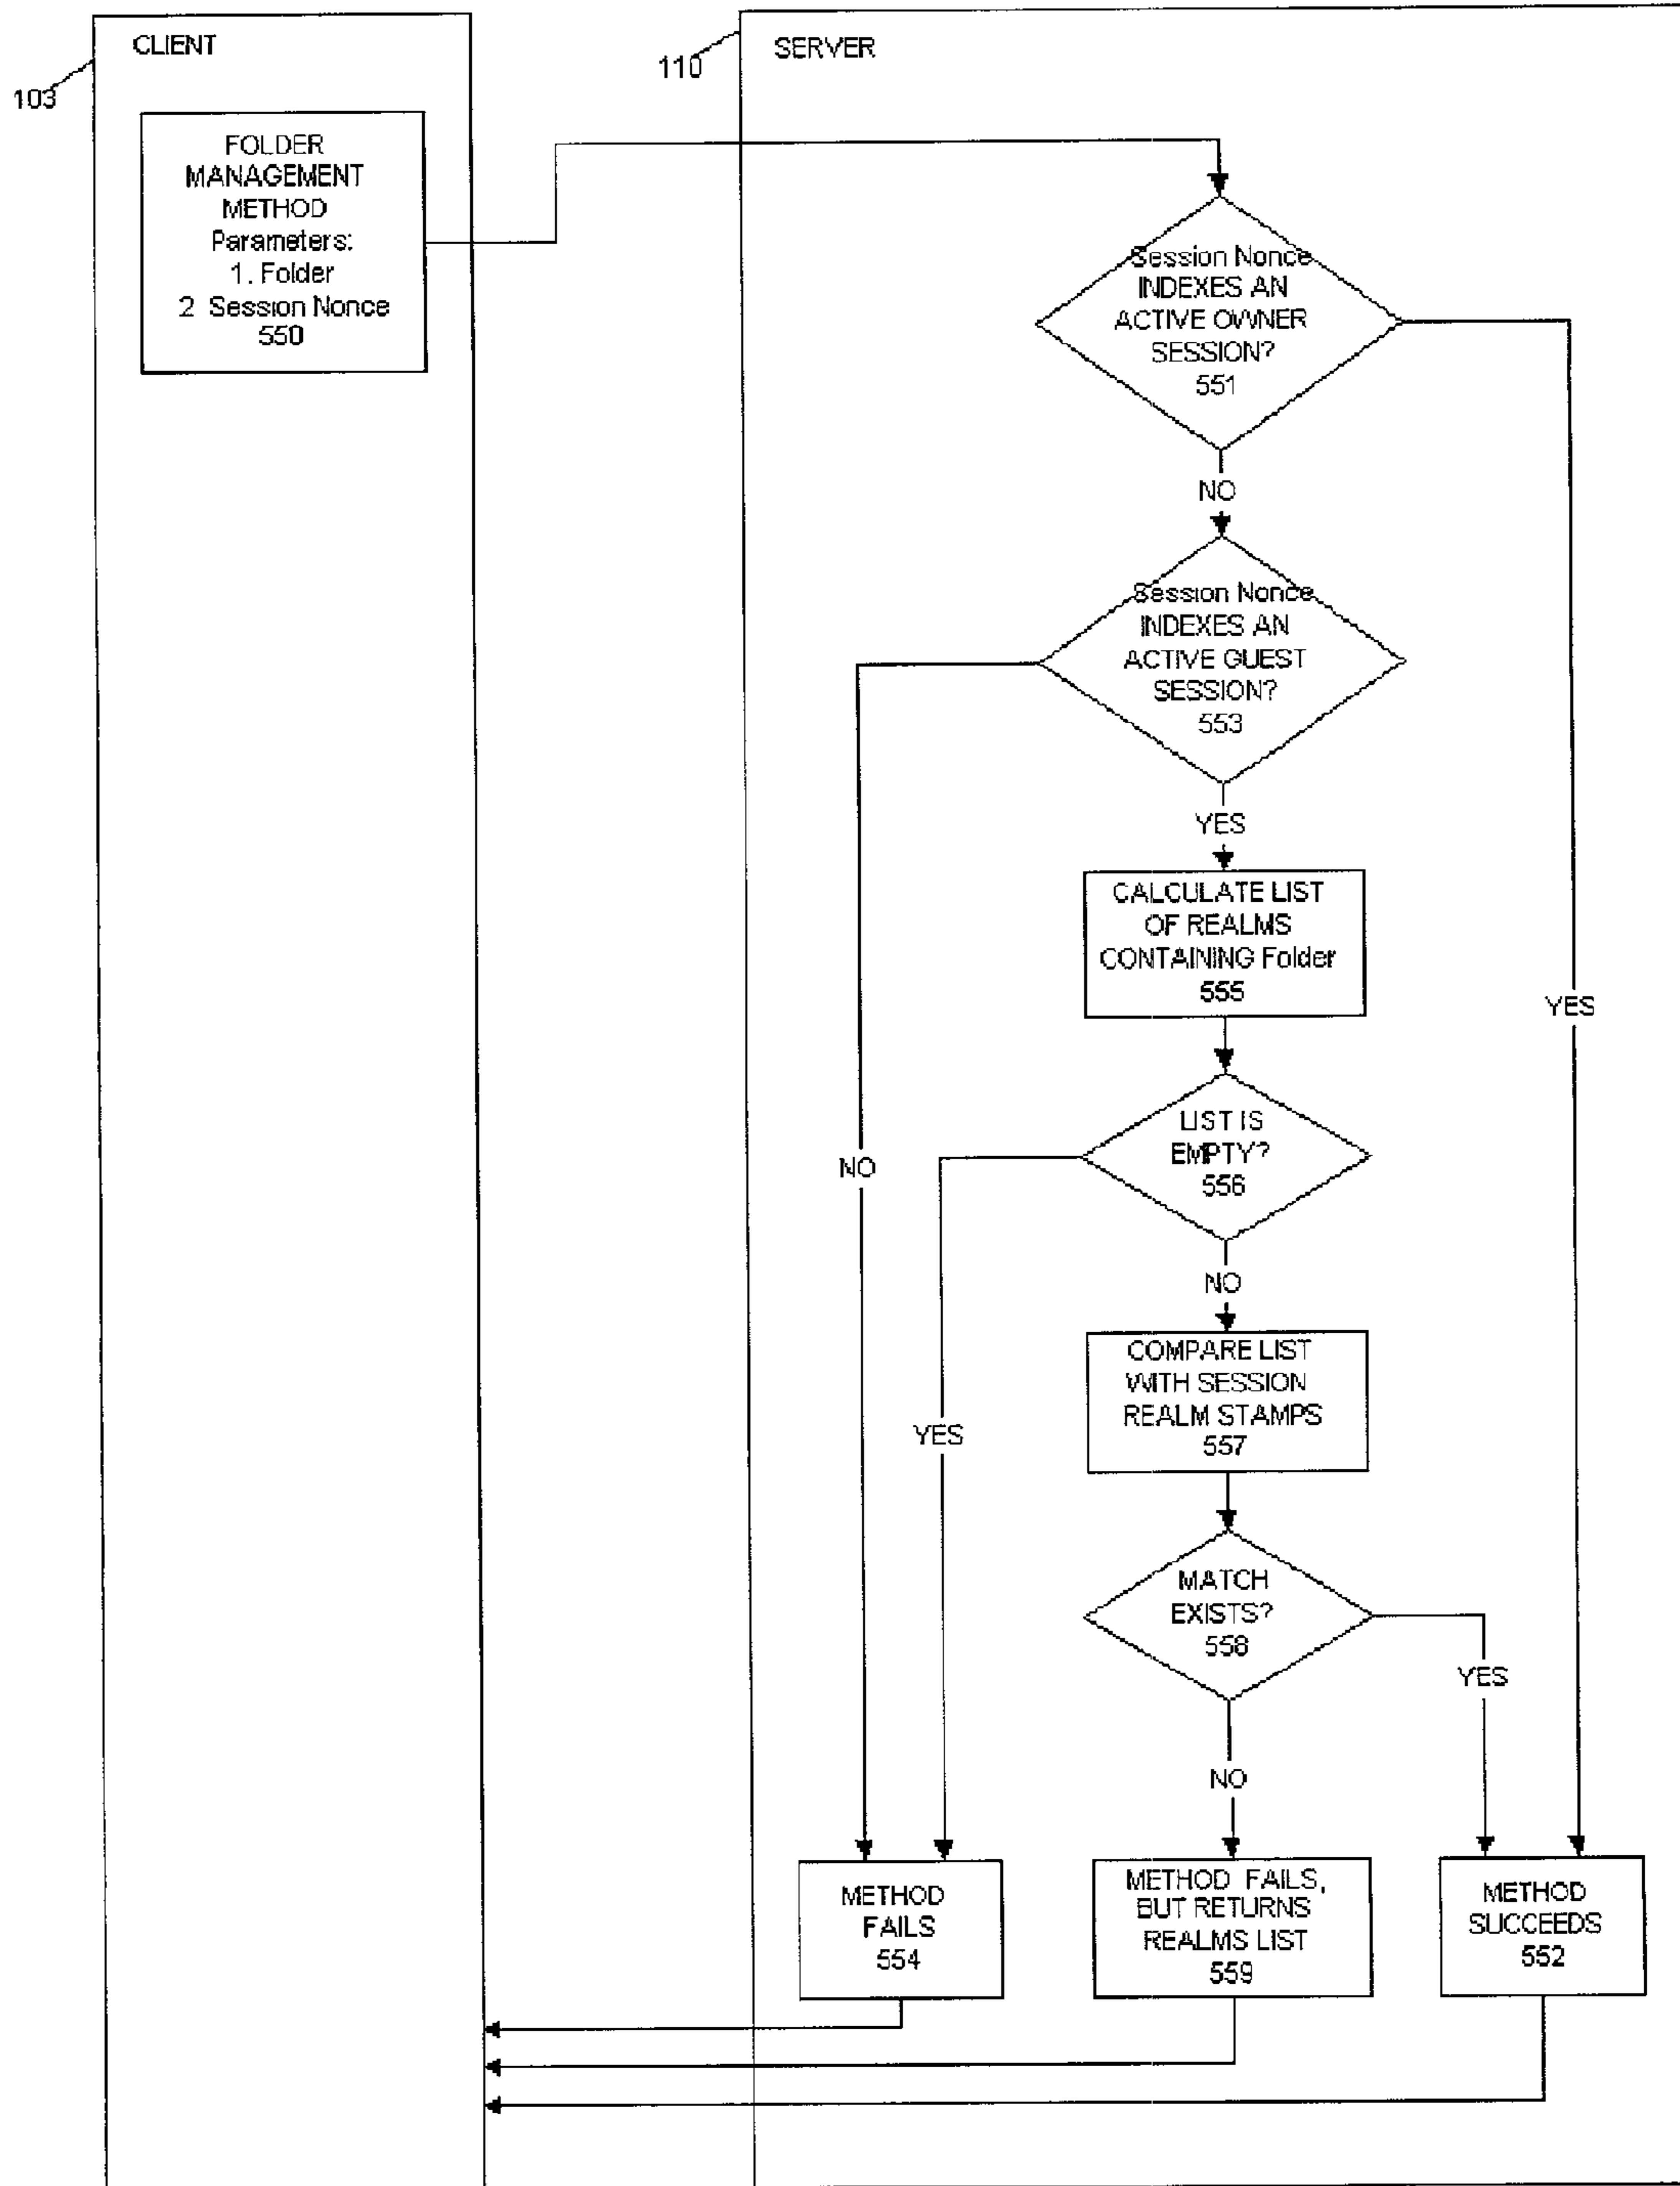 CLIENT
SERVER
103
110
FOLDER
MANAGEMENT
METHOD
Parameters:
1. Folder
2 Session Nonce
550
Session Nonce
INDEXES AN
ACTIVE OWNER
SESSION?
551
NO
Session Nonce
INDEXES AN
ACTIVE GUEST
SESSION?
553
YES
CALCULATE LIST
OF REALMS
CONTAINING Folder
555
YES
LIST IS
EMPTY?
556
NO
NO
COMPARE LIST
WITH SESSION
REALM STAMPS
557
YES
MATCH
EXISTS?
558
YES
NO
METHOD
FAILS
554
METHOD FAILS,
BUT RETURNS
REALMS LIST
559
METHOD
SUCCEEDS
552